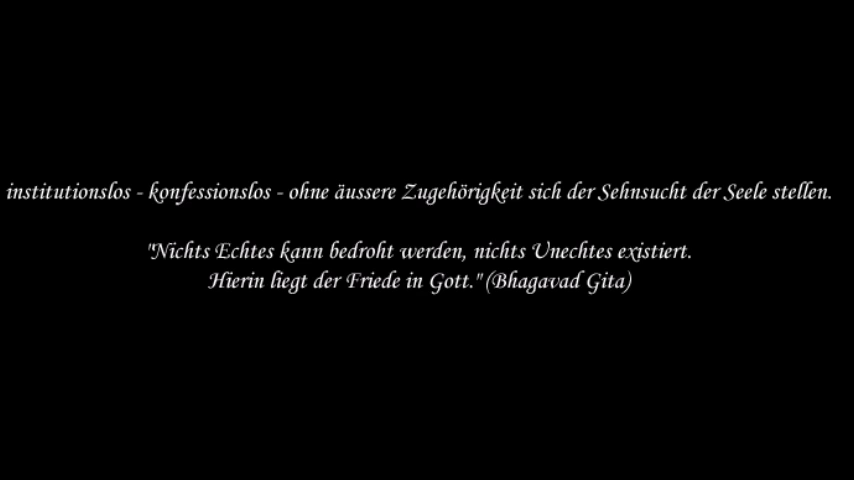 institutionslos - konfessionslos - ohne äussere Zugehörigkeit sich der Sehnsucht der Seele stellen.
"Nichts Echtes kann bedroht werden, nichts Unechtes existiert.
Hierin liegt der Friede in Gott." (Bhagavad Gita)